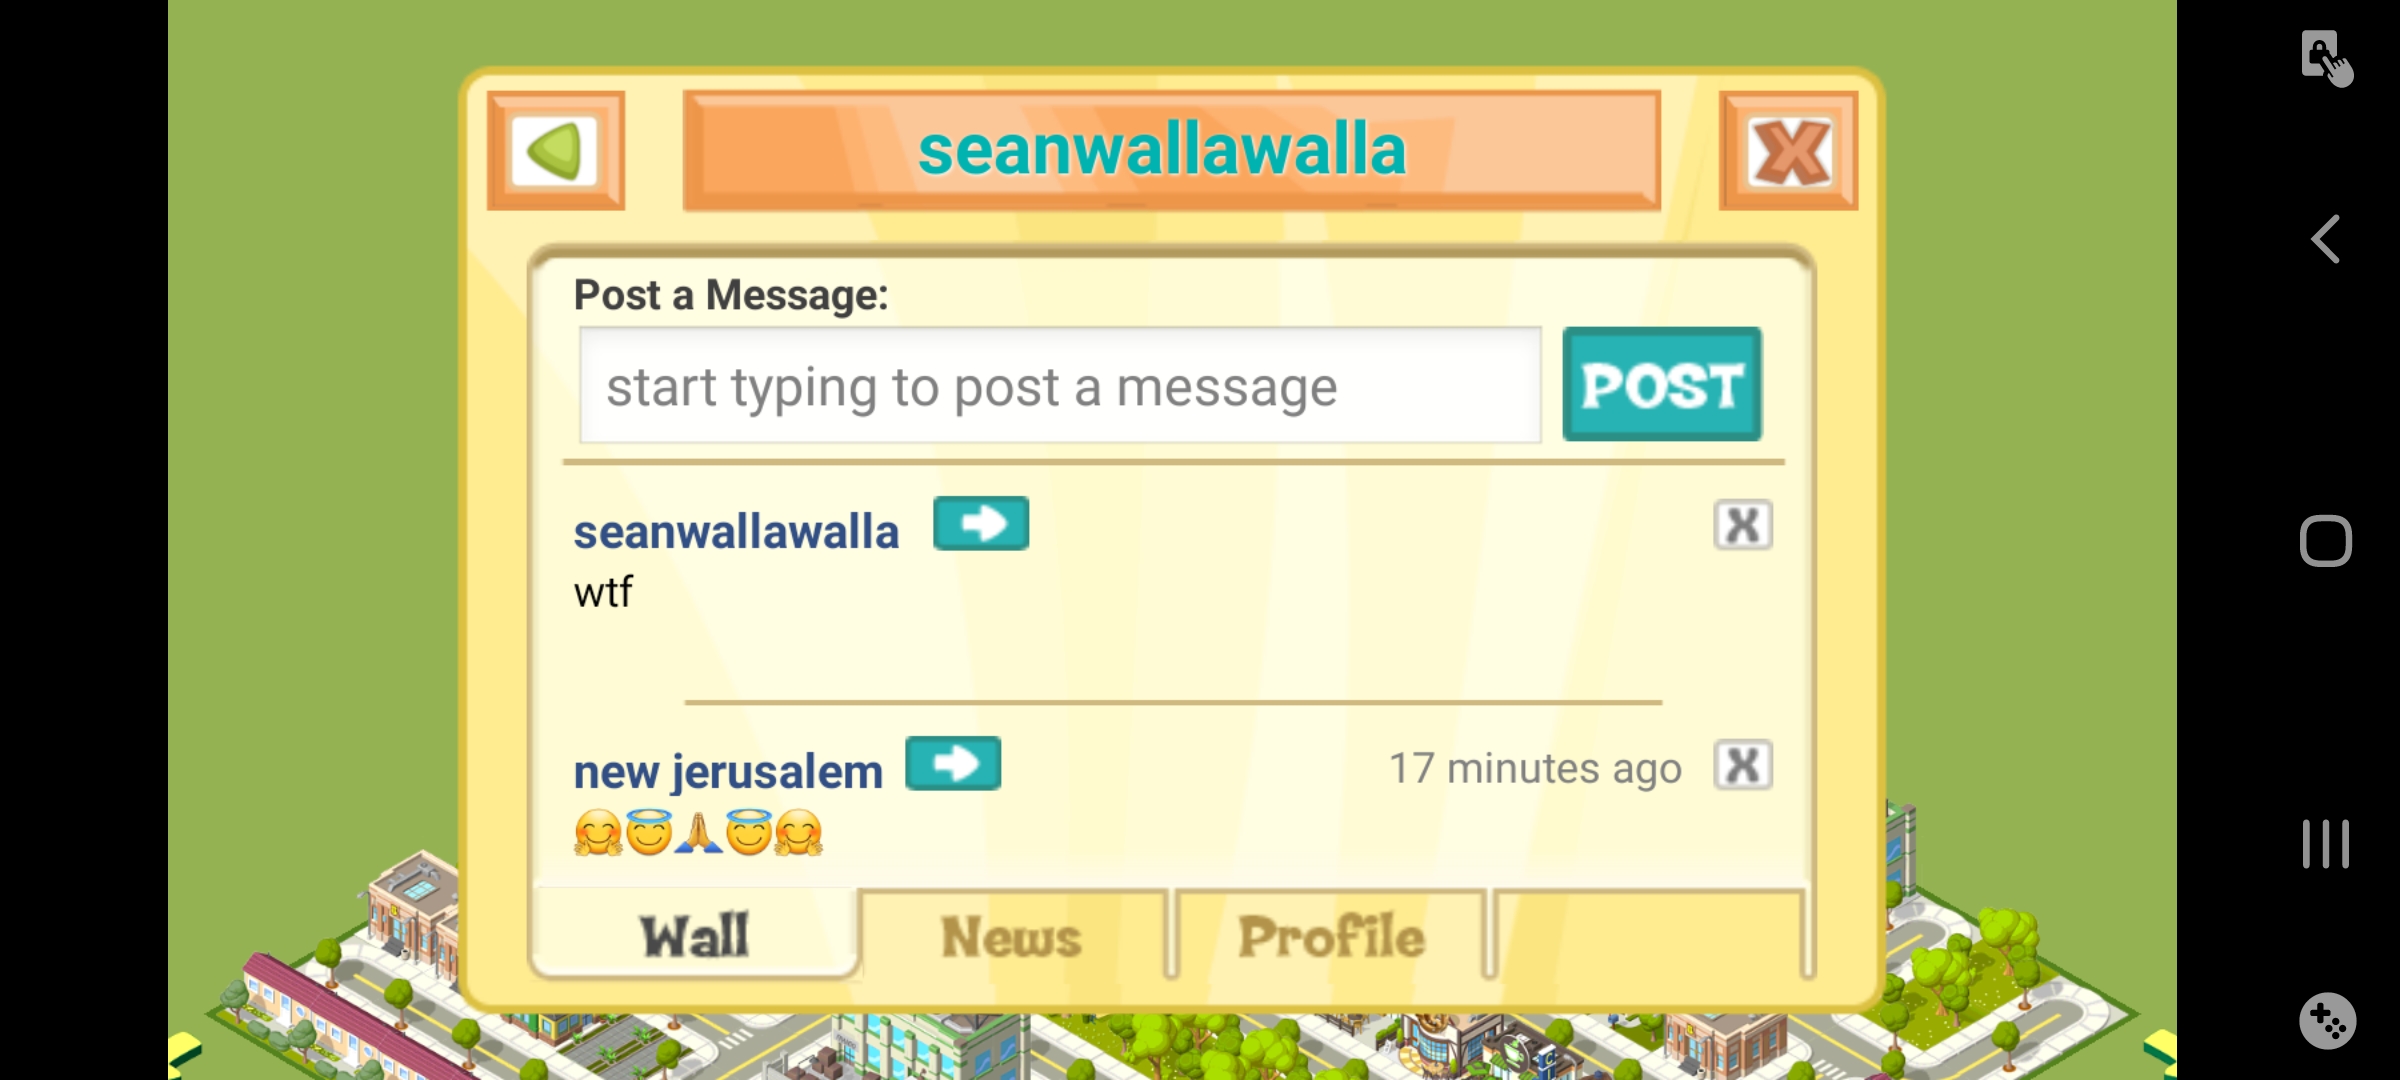 seanwallawalla
Post a Message:
start typing to post a message
POST
seanwallawalla
wtf
new jerusalem
17 minutes ago
🤗😇🙏😇🤗
Wall
News
Profile